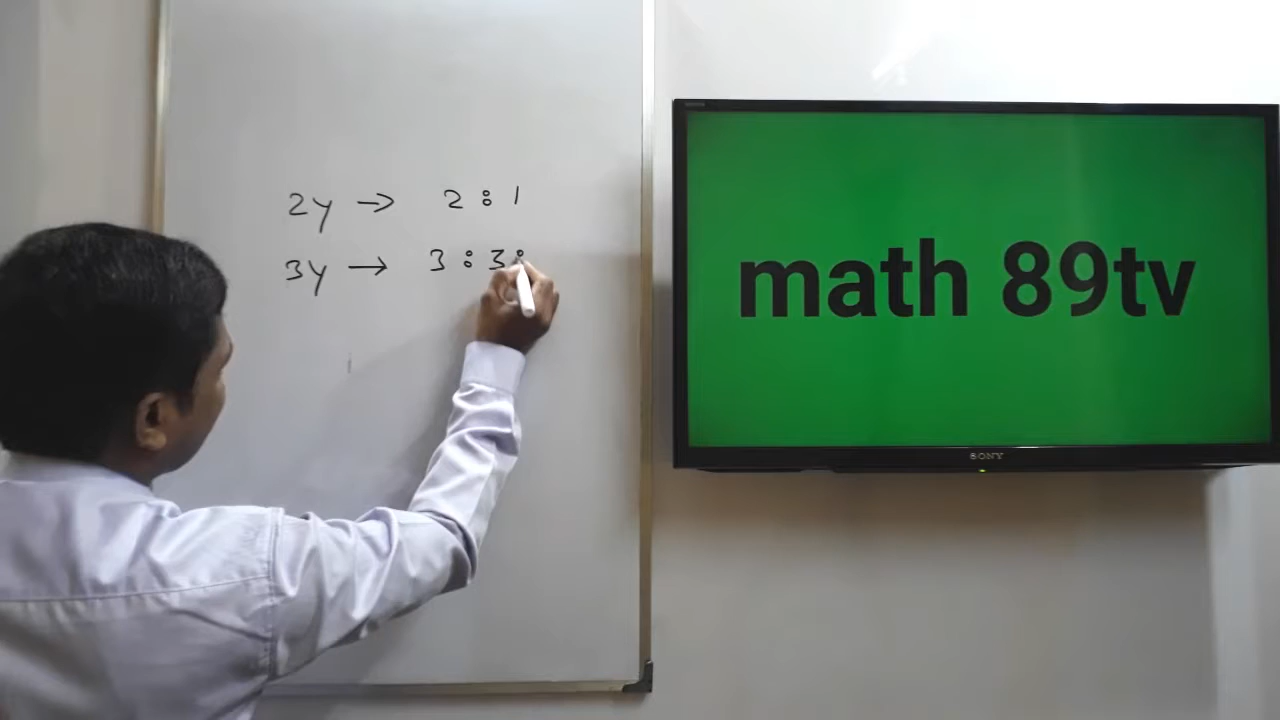 2y → 2 : 1
3y → 3 : 3 :
math 89tv
SONY